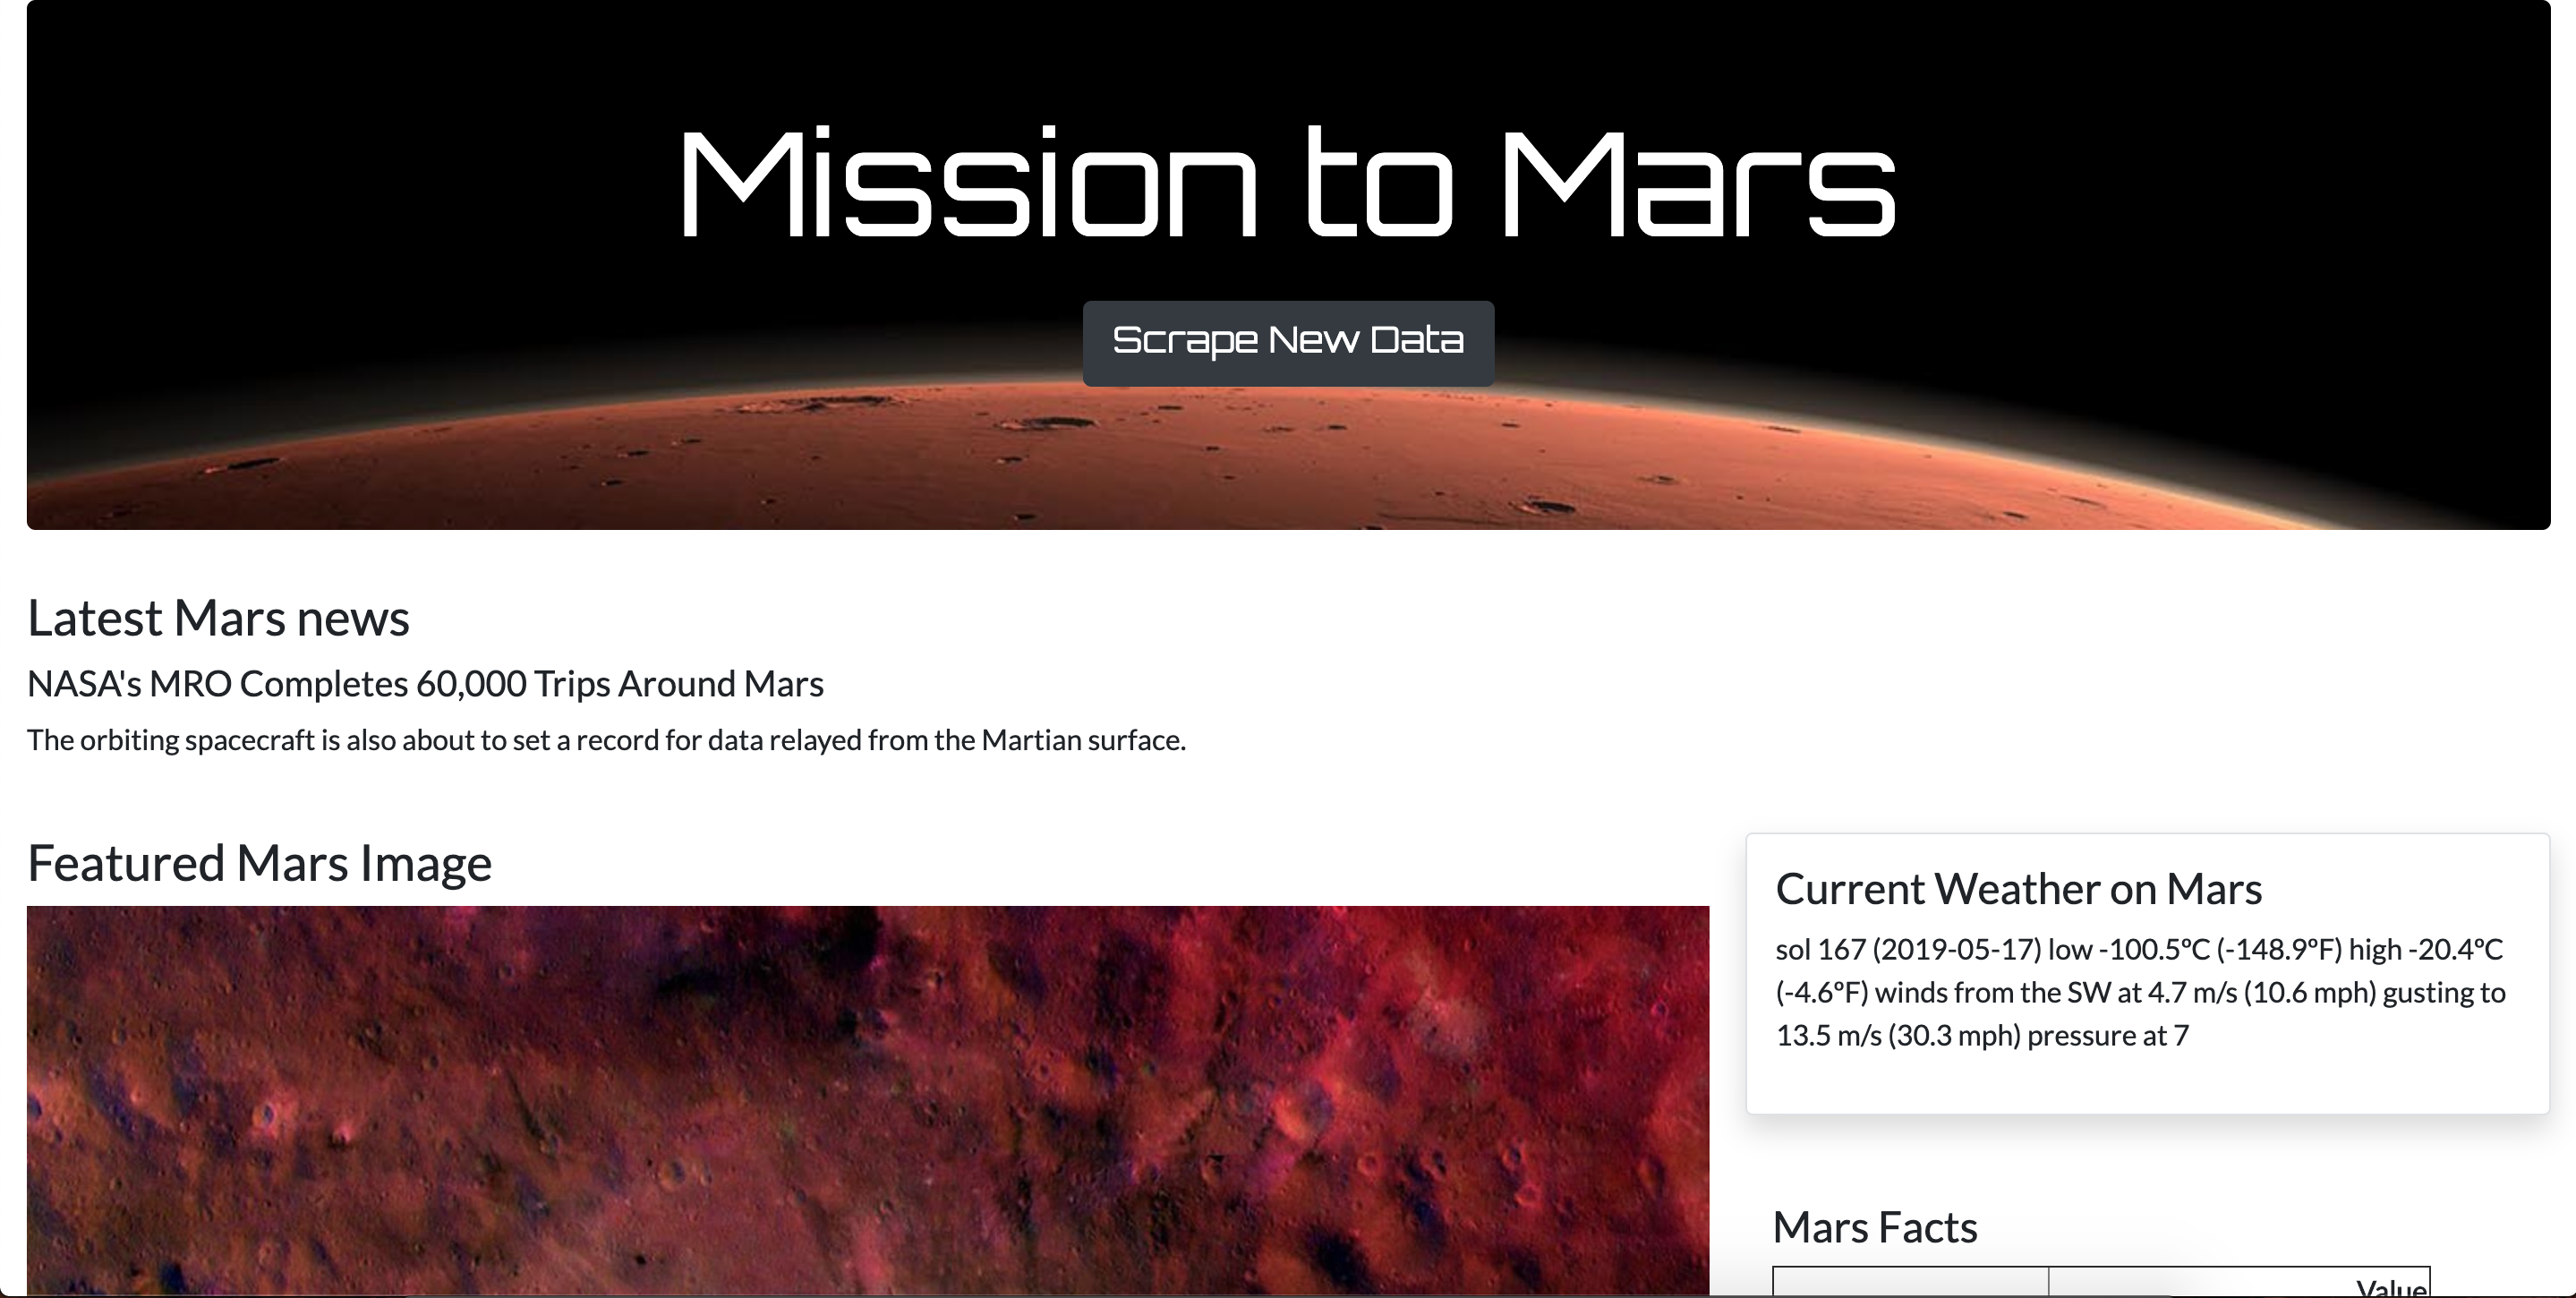 Mission to Mars
Scrape New Data
Latest Mars news
NASA's MRO Completes 60,000 Trips Around Mars
The orbiting spacecraft is also about to set a record for data relayed from the Martian surface.
Featured Mars Image
Current Weather on Mars
sol 167 (2019-05-17) low -100.5ºC (-148.9ºF) high -20.4ºC
(-4.6ºF) winds from the SW at 4.7 m/s (10.6 mph) gusting to
13.5 m/s (30.3 mph) pressure at 7
Mars Facts
Value